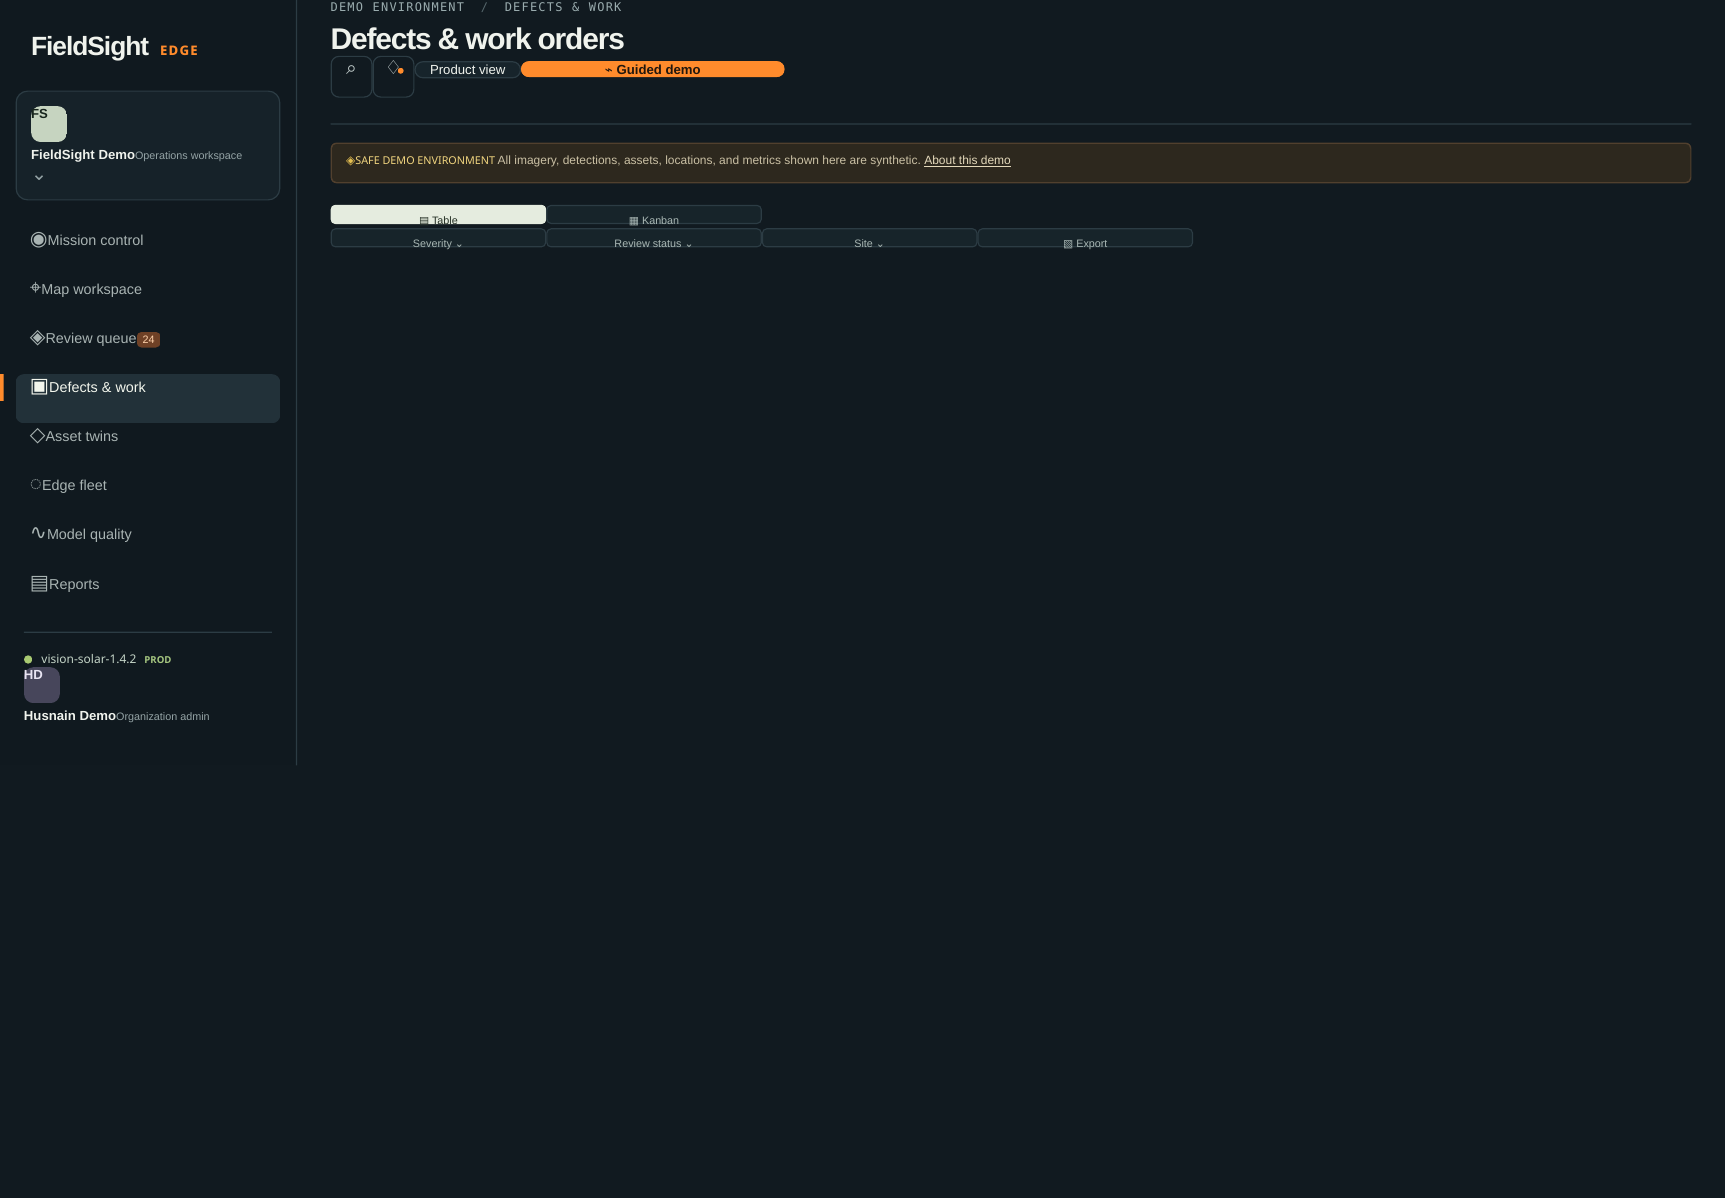 FieldSight EDGE
FS
FieldSight Demo Operations workspace
Mission control
Map workspace
Review queue 24
Defects & work
Asset twins
Edge fleet
Model quality
Reports
vision-solar-1.4.2 PROD
HD
Husnain Demo Organization admin
DEMO ENVIRONMENT / DEFECTS & WORK
Defects & work orders
Product view
Guided demo
SAFE DEMO ENVIRONMENT All imagery, detections, assets, locations, and metrics shown here are synthetic. About this demo
Table Kanban
Severity Review status Site Export